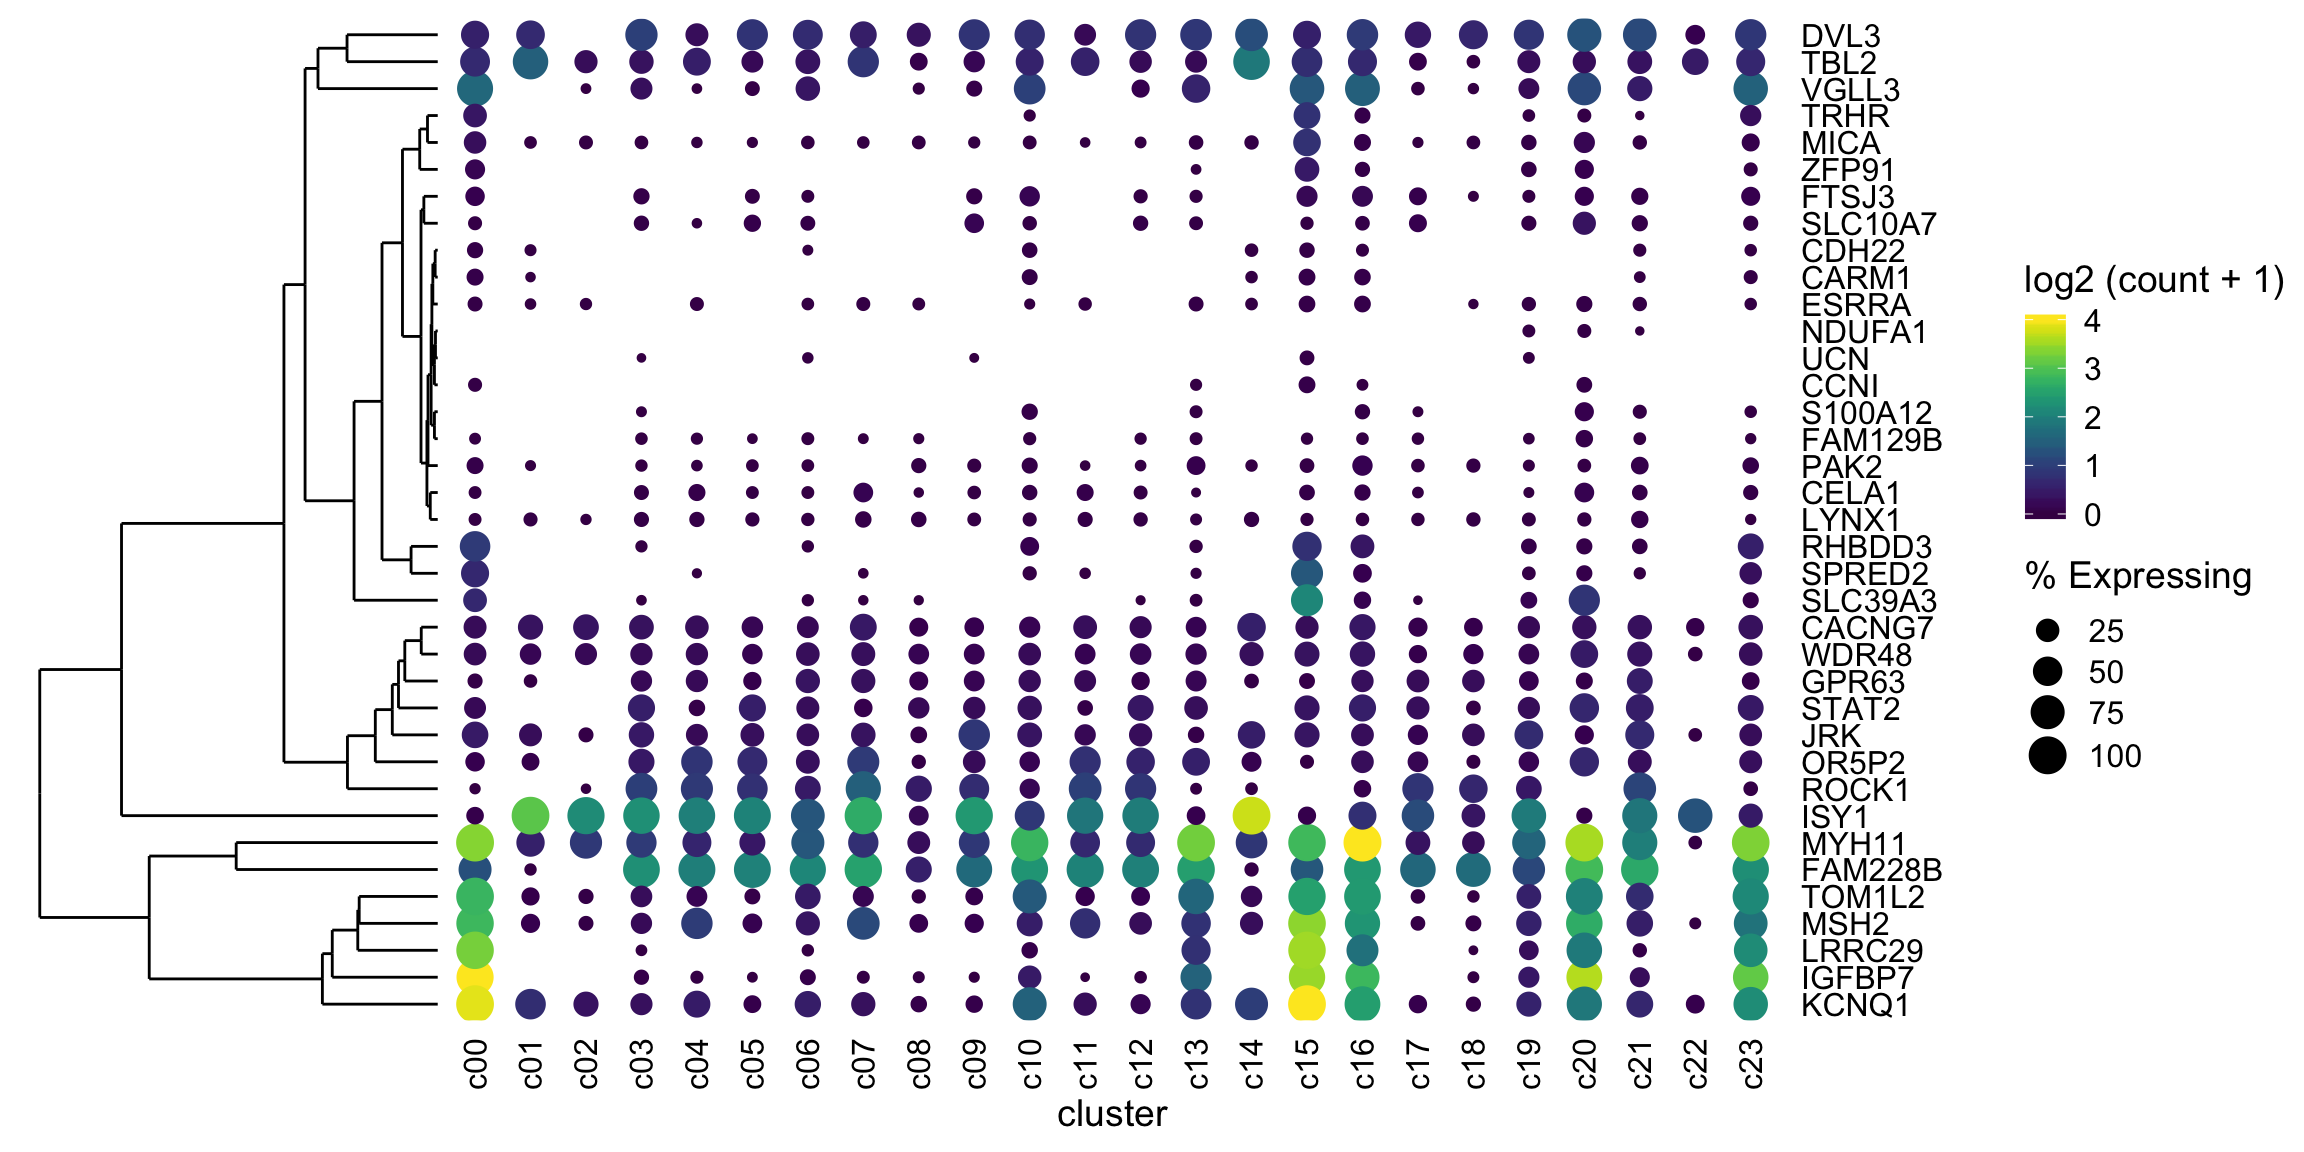 DVL3
TBL2
VGLL3
TRHR
MICA
ZFP91
FTSJ3
SLC10A7
CDH22
CARM1
ESRRA
NDUFA1
UCN
CCNI
S100A12
FAM129B
PAK2
CELA1
LYNX1
RHBDD3
SPRED2
SLC39A3
CACNG7
WDR48
GPR63
STAT2
JRK
OR5P2
ROCK1
ISY1
MYH11
FAM228B
TOM1L2
MSH2
LRRC29
IGFBP7
KCNQ1
c00 c01 c02 c03 c04 c05 c06 c07 c08 c09 c10 c11 c12 c13 c14 c15 c16 c17 c18 c19 c20 c21 c22 c23
cluster
log2 (count + 1)
4
3
2
1
0
% Expressing
25
50
75
100